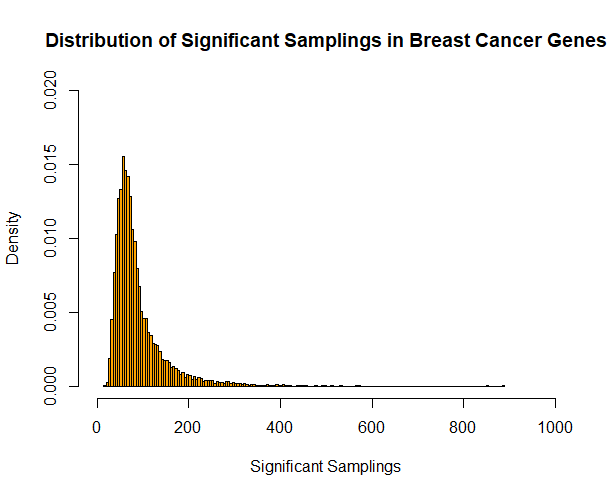 Distribution of Significant Samplings in Breast Cancer Genes
0.020
0.015
0.010
0.005
0.000
Density
0 200 400 600 800 1000
Significant Samplings